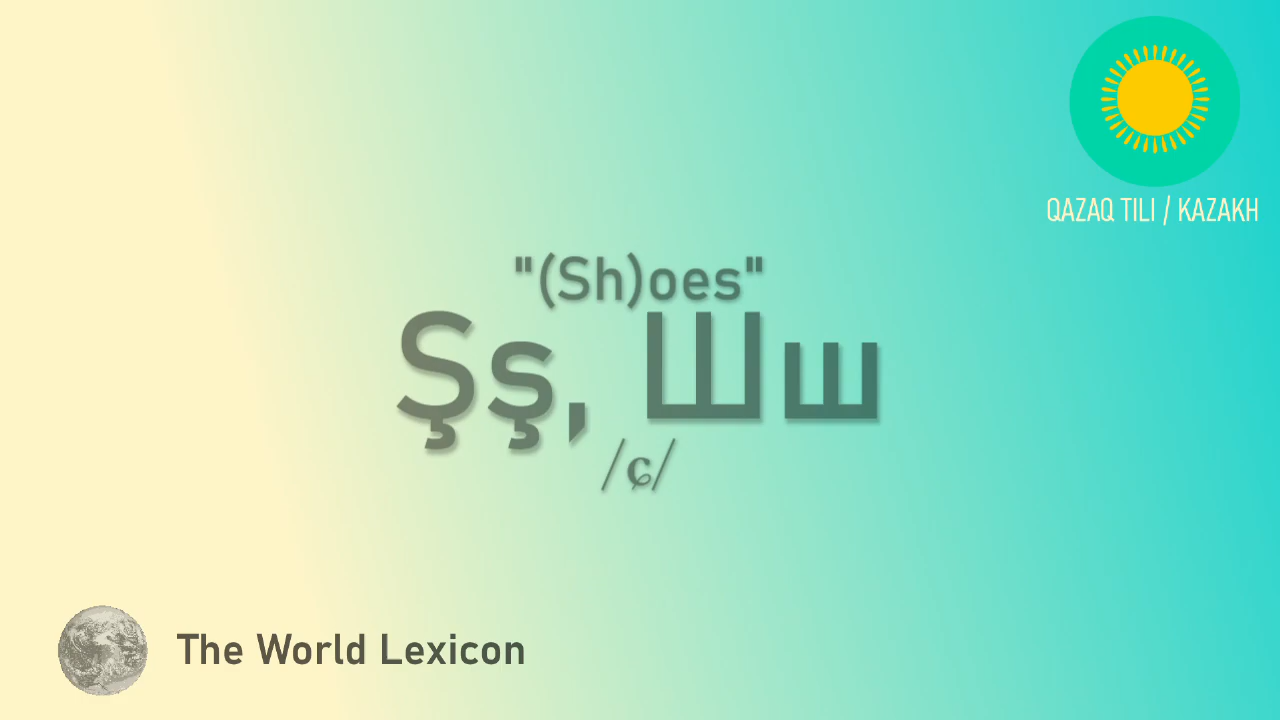 QAZAQ TILI / KAZAKH
"(Sh)oes"
Şş, Шш
/ɕ/
The World Lexicon